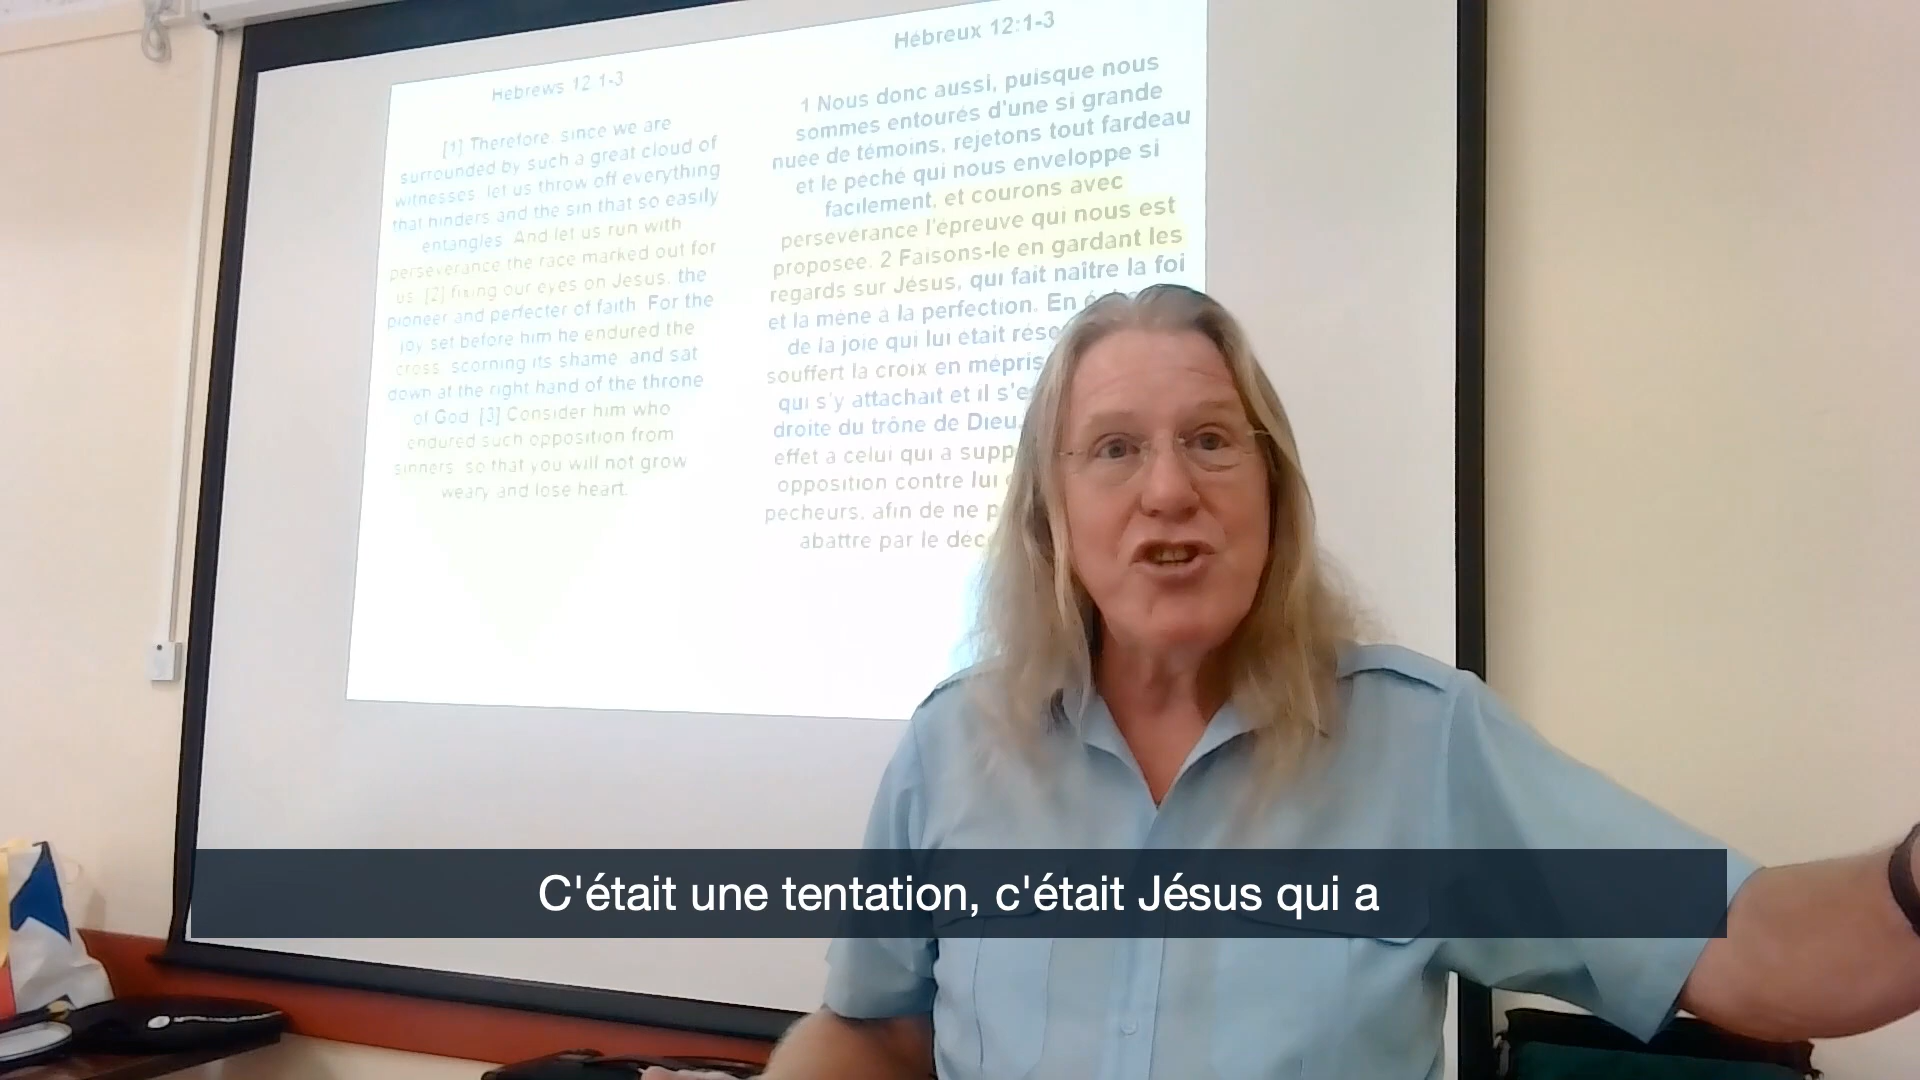 Hebrews 12:1-3
[1] Therefore, since we are
surrounded by such a great cloud of
witnesses, let us throw off everything
that hinders and the sin that so easily
entangles. And let us run with
perseverance the race marked out for
us, [2] fixing our eyes on Jesus, the
pioneer and perfecter of faith. For the
joy set before him he endured the
cross, scorning its shame, and sat
down at the right hand of the throne
of God. [3] Consider him who
endured such opposition from
sinners, so that you will not grow
weary and lose heart.
Hébreux 12:1-3
1 Nous donc aussi, puisque nous
sommes entourés d'une si grande
nuée de témoins, rejetons tout fardeau
et le péché qui nous enveloppe si
facilement, et courons avec
persévérance l'épreuve qui nous est
proposée. 2 Faisons-le en gardant les
regards sur Jésus, qui fait naître la foi
et la mène à la perfection. En
de la joie qui lui était
souffert la croix en
qui s'y attachait et il
droite du trône de Dieu.
effet à celui qui a
opposition contre lui
pécheurs, afin de ne
abattre par le
C'était une tentation, c'était Jésus qui a